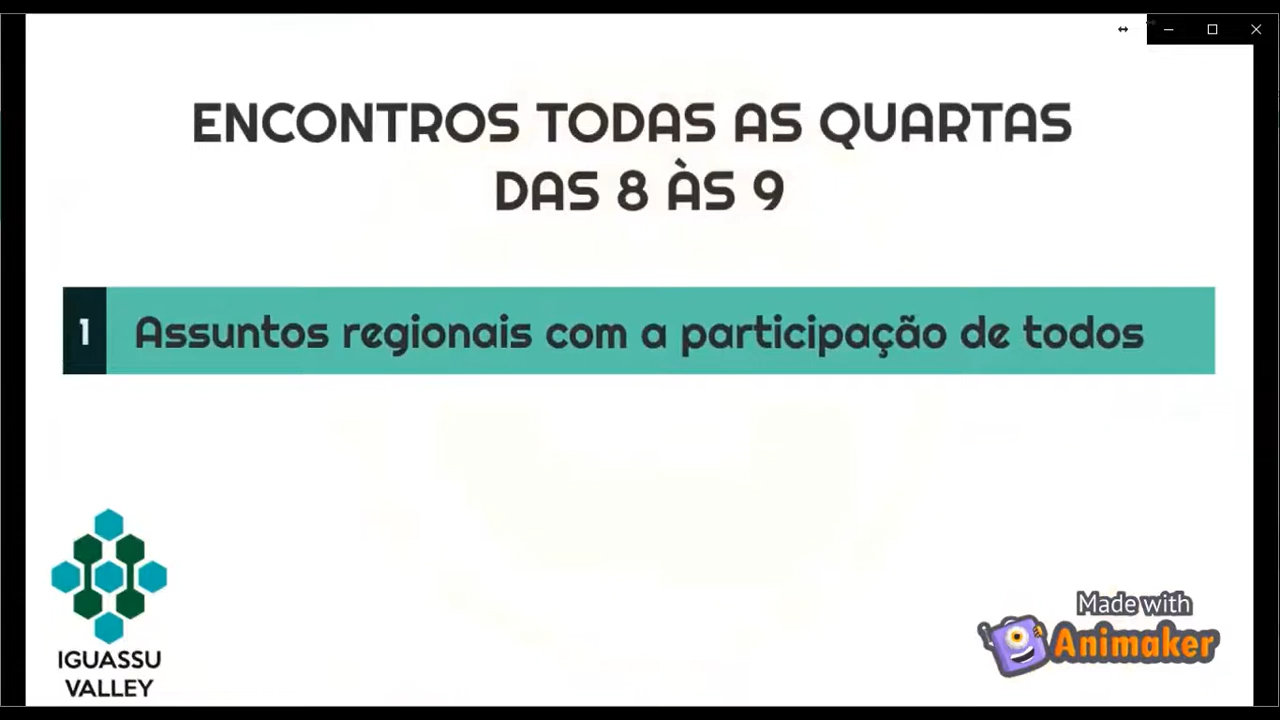 ENCONTROS TODAS AS QUARTAS
DAS 8 ÀS 9
1 Assuntos regionais com a participação de todos
IGUASSU
VALLEY
Made with
Animaker